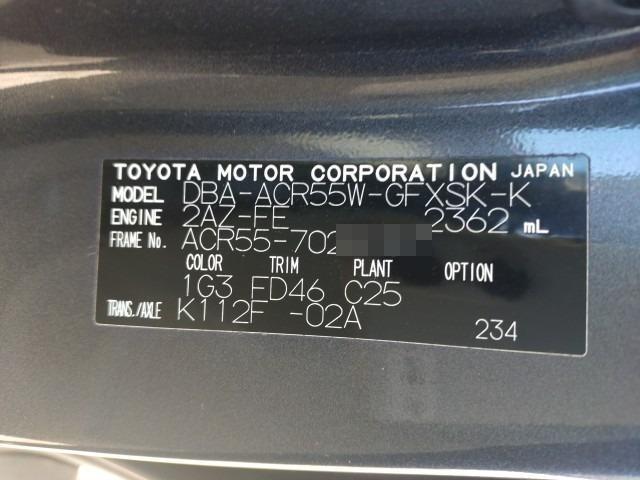 TOYOTA MOTOR CORPORATION JAPAN
MODEL DBA-ACR55W-GFXSK-K
ENGINE 2AZ-FE 2362 mL
FRAME No. ACR55-702
COLOR TRIM PLANT OPTION
1G3 FD46 C25
TRANS./AXLE K112F -02A 234